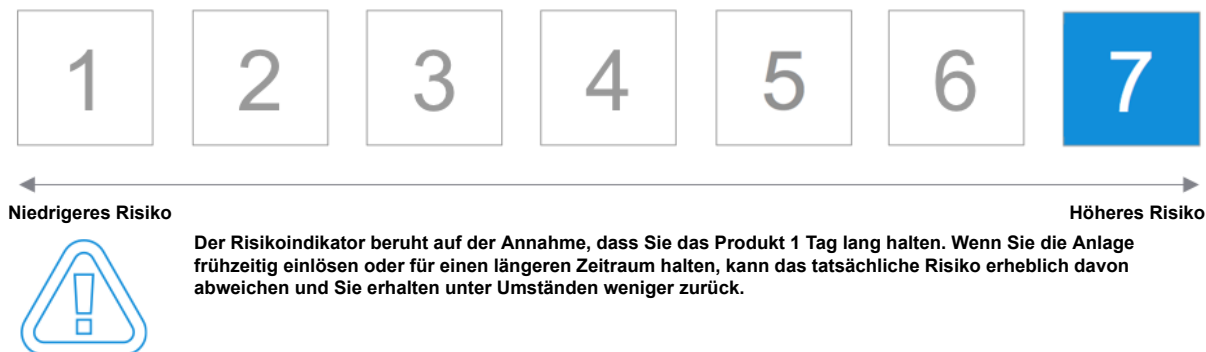 1 2 3 4 5 6 7
Niedrigeres Risiko Höheres Risiko
Der Risikoindikator beruht auf der Annahme, dass Sie das Produkt 1 Tag lang halten. Wenn Sie die Anlage
frühzeitig einlösen oder für einen längeren Zeitraum halten, kann das tatsächliche Risiko erheblich davon
abweichen und Sie erhalten unter Umständen weniger zurück.